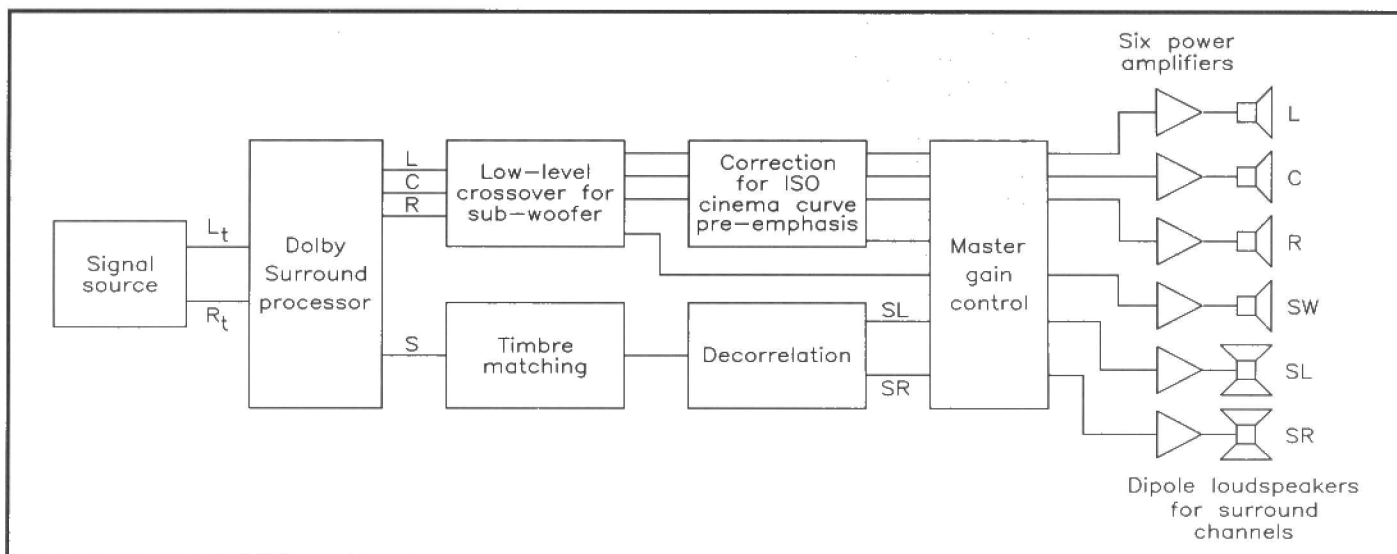 Six power
amplifiers
L
L
C
R
Low-level
crossover for
sub-woofer
Correction
for ISO
cinema curve
pre-emphasis
C
Lt
Signal
source
Rt
Dolby
Surround
processor
Master
gain
control
R
SW
S
Timbre
matching
Decorrelation
SL
SR
SL
SR
Dipole loudspeakers
for surround
channels